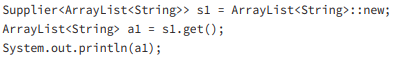 Supplier<ArrayList<String>> s1 = ArrayList<String>::new;
ArrayList<String> a1 = s1.get();
System.out.println(a1);